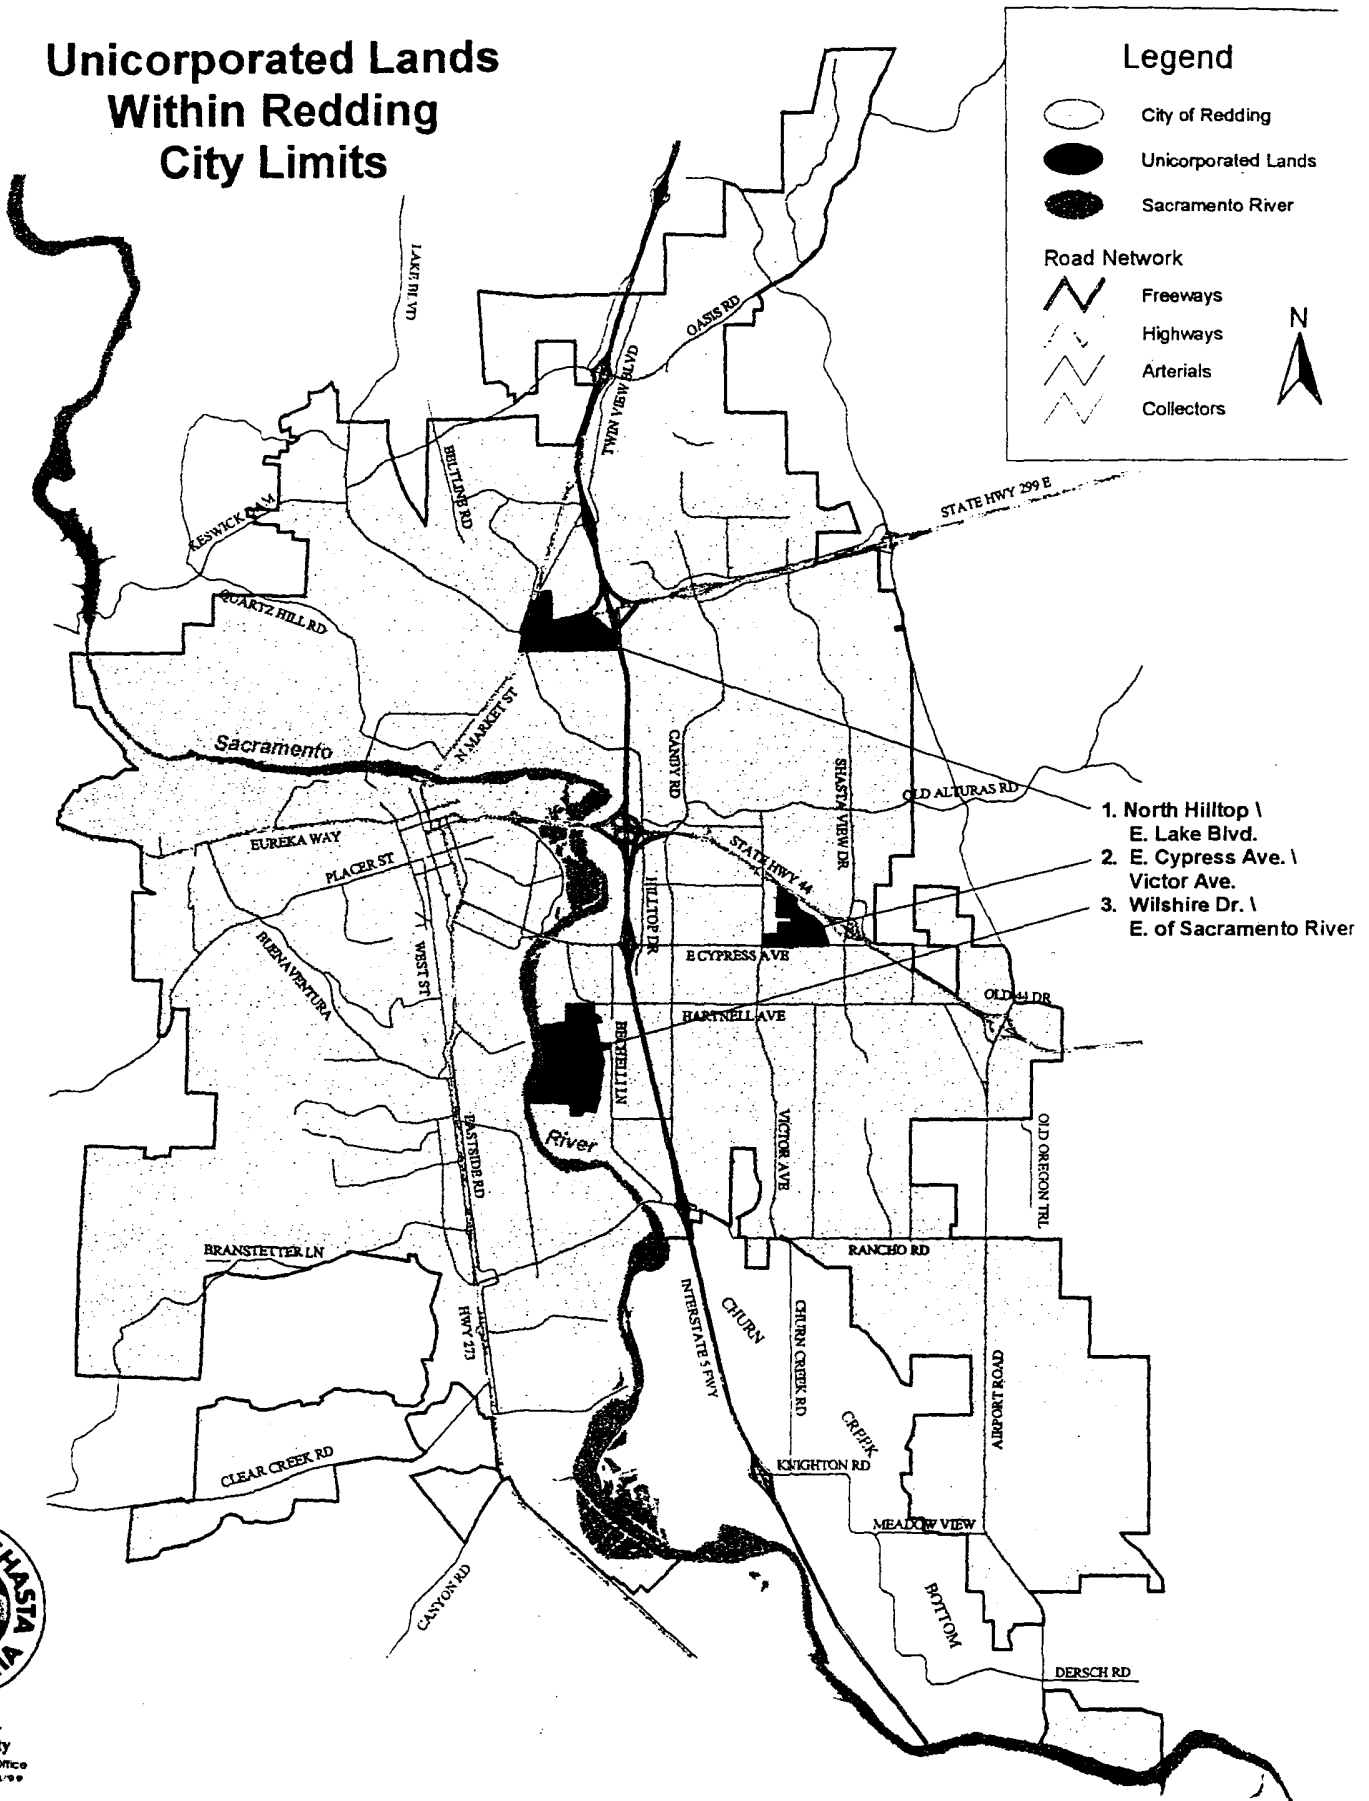 Unicorporated Lands
Within Redding
City Limits
Legend
City of Redding
Unicorporated Lands
Sacramento River
Road Network
Freeways
Highways
Arterials
Collectors
N
LAKE BLVD
OASIS RD
TWIN VIEW BLVD
BELTLINE RD
STATE HWY 299 E
KESWICK DAM
QUARTZ HILL RD
N MARKET ST
Sacramento
CANBY RD
SHASTA VIEW DR
OLD ALTURAS RD
1. North Hilltop \
E. Lake Blvd.
2. E. Cypress Ave. \
Victor Ave.
3. Wilshire Dr. \
E. of Sacramento River
EUREKA WAY
PLACER ST
STATE HWY 44
HILLTOP DR
BUENAVENTURA
WEST ST
E CYPRESS AVE
OLD 44 DR
HARTNELL AVE
BECHELLI LN
River
EASTSIDE RD
VICTOR AVE
OLD OREGON TRL
BRANSTETTER LN
RANCHO RD
HWY 273
INTERSTATE 5 FWY
CHURN
CHURN CREEK RD
AIRPORT ROAD
CREEK
CLEAR CREEK RD
KNIGHTON RD
MEADOW VIEW
CANYON RD
BOTTOM
DERSCH RD
HASTA